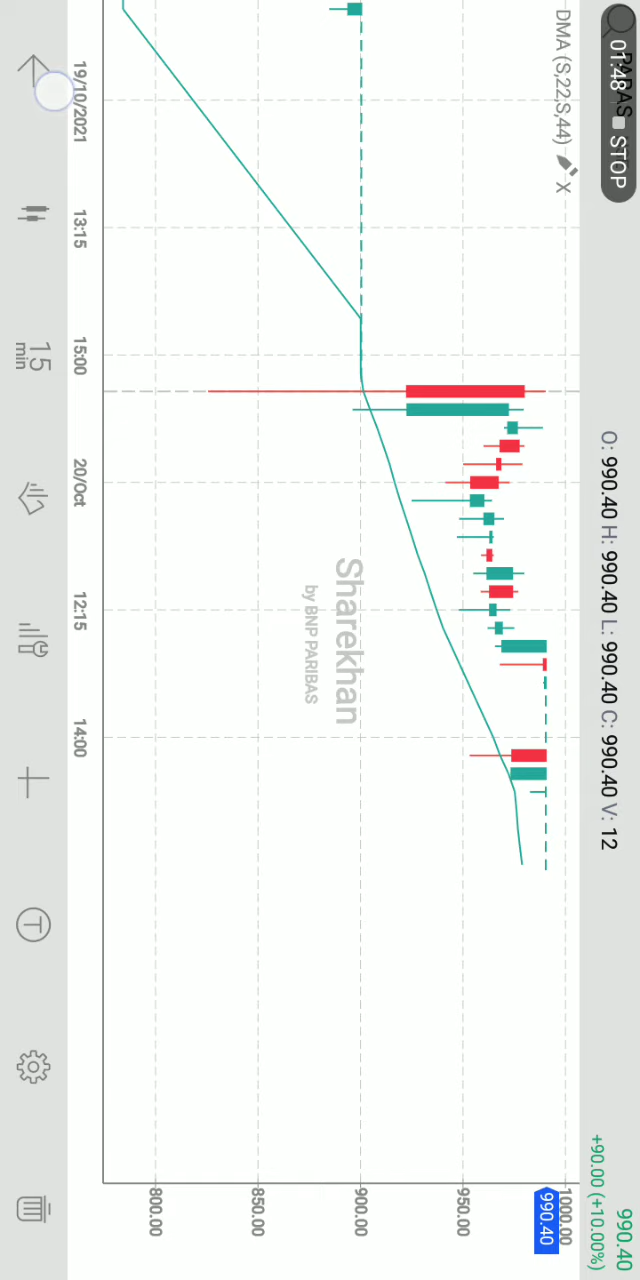 PARIBAS
01:48 STOP
990.40
+90.00 (+10.00%)
O: 990.40 H: 990.40 L: 990.40 C: 990.40 V: 12
DMA (S,22,S,44) X
1000.00
990.40
950.00
900.00
850.00
800.00
Sharekhan
by BNP PARIBAS
19/10/2021 13:15 15:00 20/Oct 12:15 14:00
15
min
T